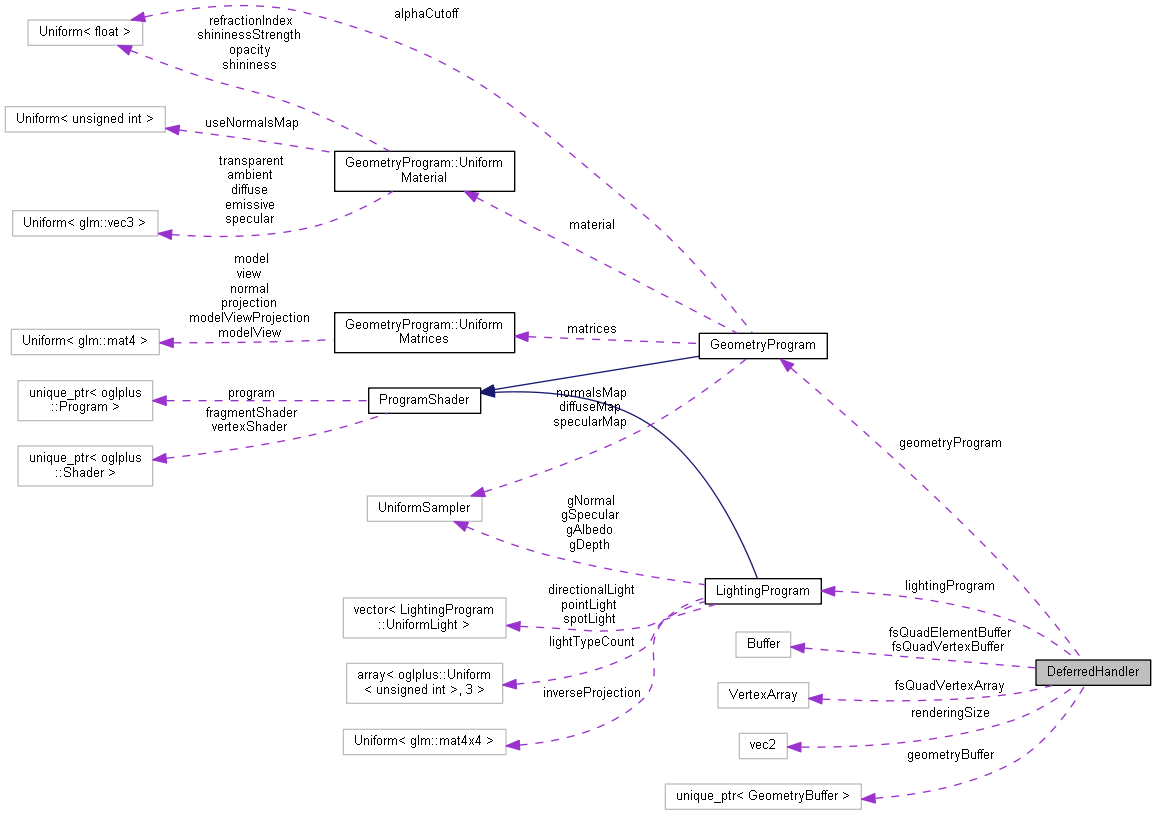 alphaCutoff
Uniform< float >
refractionIndex
shininessStrength
opacity
shininess
Uniform< unsigned int >
useNormalsMap
GeometryProgram::Uniform
Material
transparent
ambient
diffuse
emissive
specular
Uniform< glm::vec3 >
material
model
view
normal
projection
modelViewProjection
modelView
Uniform< glm::mat4 >
GeometryProgram::Uniform
Matrices
matrices
GeometryProgram
unique_ptr< oglplus
::Program >
program
ProgramShader
fragmentShader
vertexShader
unique_ptr< oglplus
::Shader >
normalsMap
diffuseMap
specularMap
geometryProgram
UniformSampler
gNormal
gSpecular
gAlbedo
gDepth
LightingProgram
lightingProgram
vector< LightingProgram
::UniformLight >
directionalLight
pointLight
spotLight
lightTypeCount
array< oglplus::Uniform
< unsigned int >, 3 >
inverseProjection
Uniform< glm::mat4x4 >
Buffer
fsQuadElementBuffer
fsQuadVertexBuffer
DeferredHandler
VertexArray
fsQuadVertexArray
renderingSize
vec2
geometryBuffer
unique_ptr< GeometryBuffer >